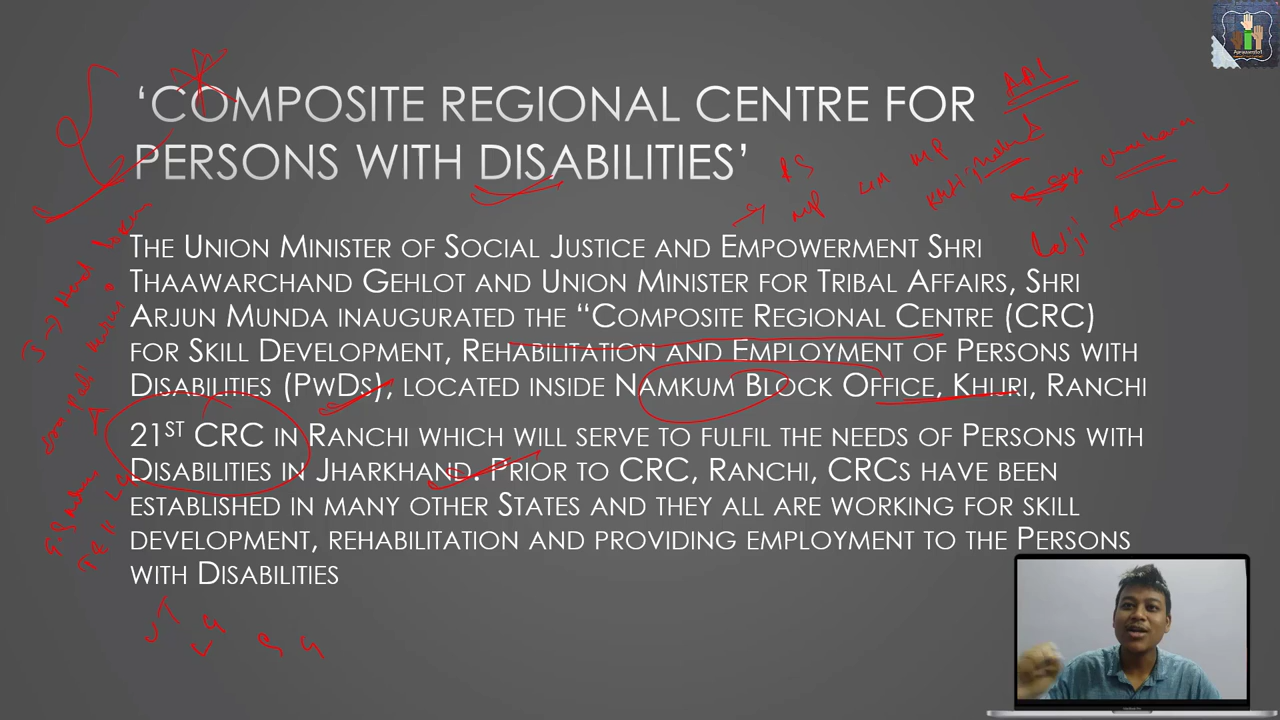 ‘COMPOSITE REGIONAL CENTRE FOR
PERSONS WITH DISABILITIES’
THE UNION MINISTER OF SOCIAL JUSTICE AND EMPOWERMENT SHRI
THAAWARCHAND GEHLOT AND UNION MINISTER FOR TRIBAL AFFAIRS, SHRI
ARJUN MUNDA INAUGURATED THE “COMPOSITE REGIONAL CENTRE (CRC)
FOR SKILL DEVELOPMENT, REHABILITATION AND EMPLOYMENT OF PERSONS WITH
DISABILITIES (PWDS), LOCATED INSIDE NAMKUM BLOCK OFFICE, KHIJRI, RANCHI
21ST CRC IN RANCHI WHICH WILL SERVE TO FULFIL THE NEEDS OF PERSONS WITH
DISABILITIES IN JHARKHAND. PRIOR TO CRC, RANCHI, CRCS HAVE BEEN
ESTABLISHED IN MANY OTHER STATES AND THEY ALL ARE WORKING FOR SKILL
DEVELOPMENT, REHABILITATION AND PROVIDING EMPLOYMENT TO THE PERSONS
WITH DISABILITIES
MP